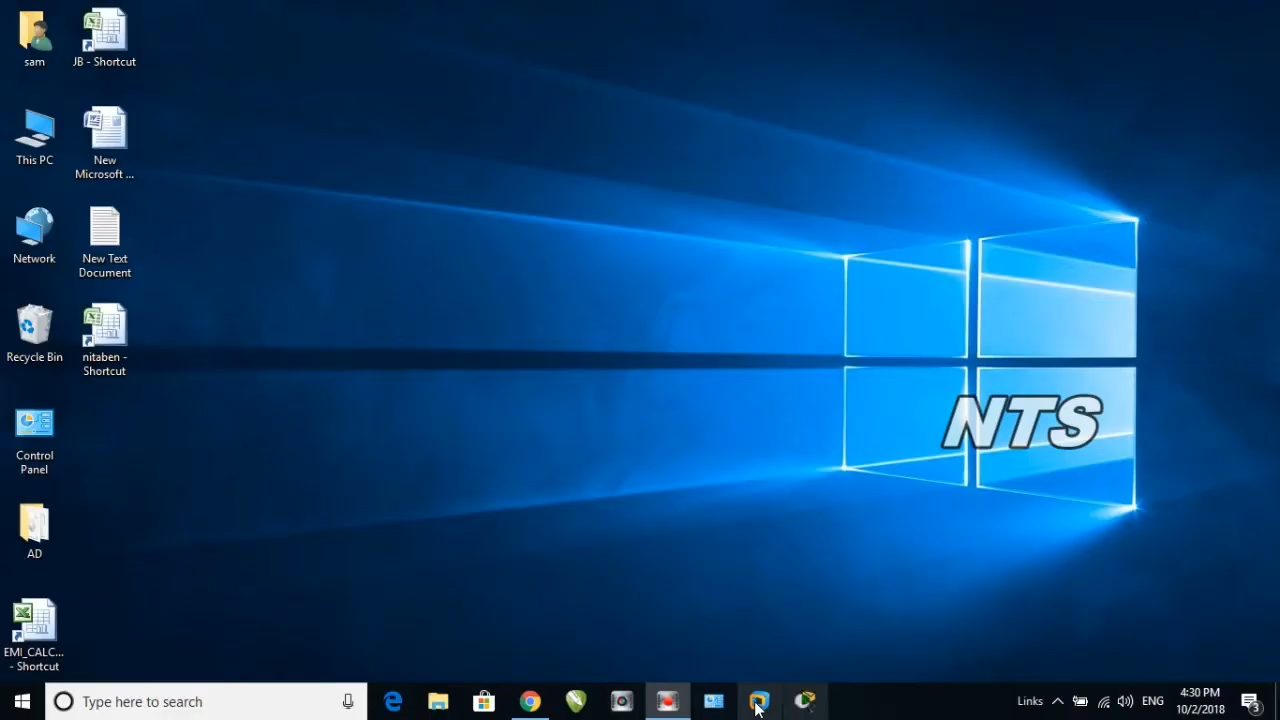 sam
JB - Shortcut
This PC
New
Microsoft ...
Network
New Text
Document
Recycle Bin
nitaben -
Shortcut
Control
Panel
AD
EMI_CALC...
- Shortcut
NTS
Type here to search
Links
ENG
4:30 PM
10/2/2018
3